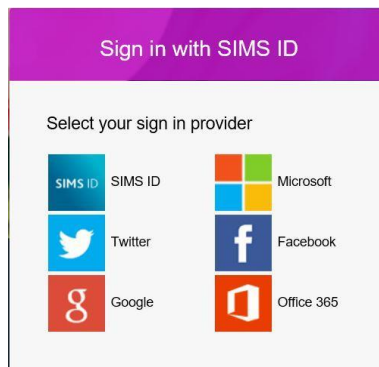 Sign in with SIMS ID
Select your sign in provider
SIMS ID SIMS ID
Microsoft
Twitter
Facebook
Google
Office 365